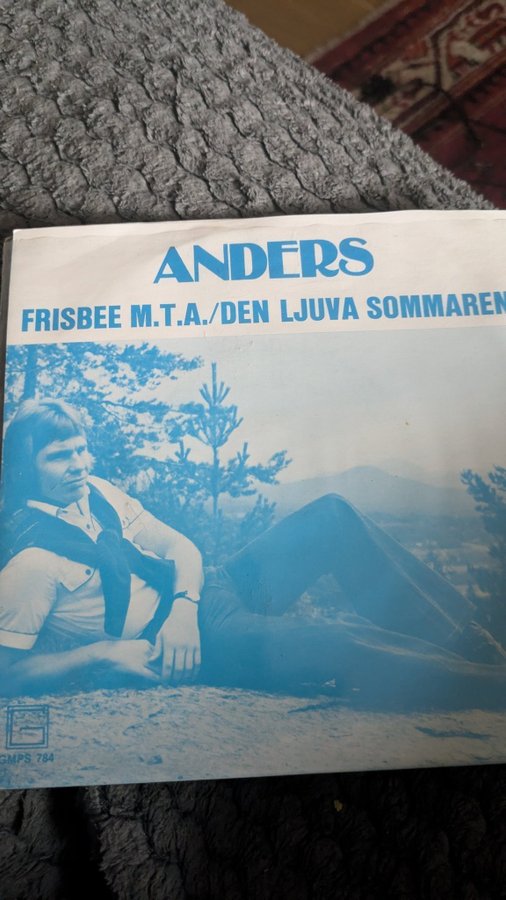 ANDERS
FRISBEE M.T.A./DEN LJUVA SOMMAREN
GMPS 784